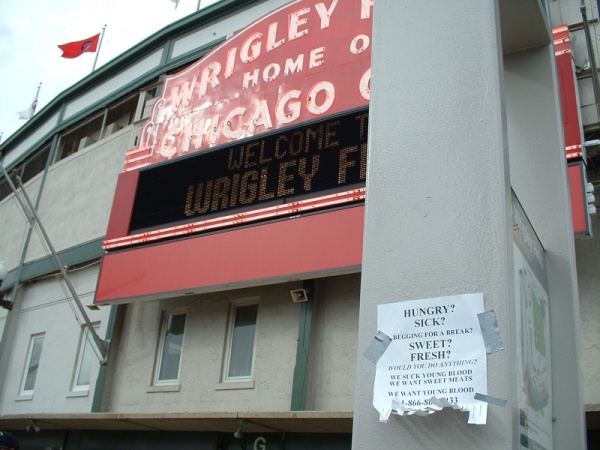 WRIGLEY
HOME O
CHICAGO C
WELCOME T
WRIGLEY FI
HUNGRY?
SICK?
BEGGING FOR A BREAK?
SWEET?
FRESH?
WOULD YOU DO ANYTHING?
WE SUCK YOUNG BLOOD
WE WANT SWEET MEATS
WE WANT YOUNG BLOOD
G